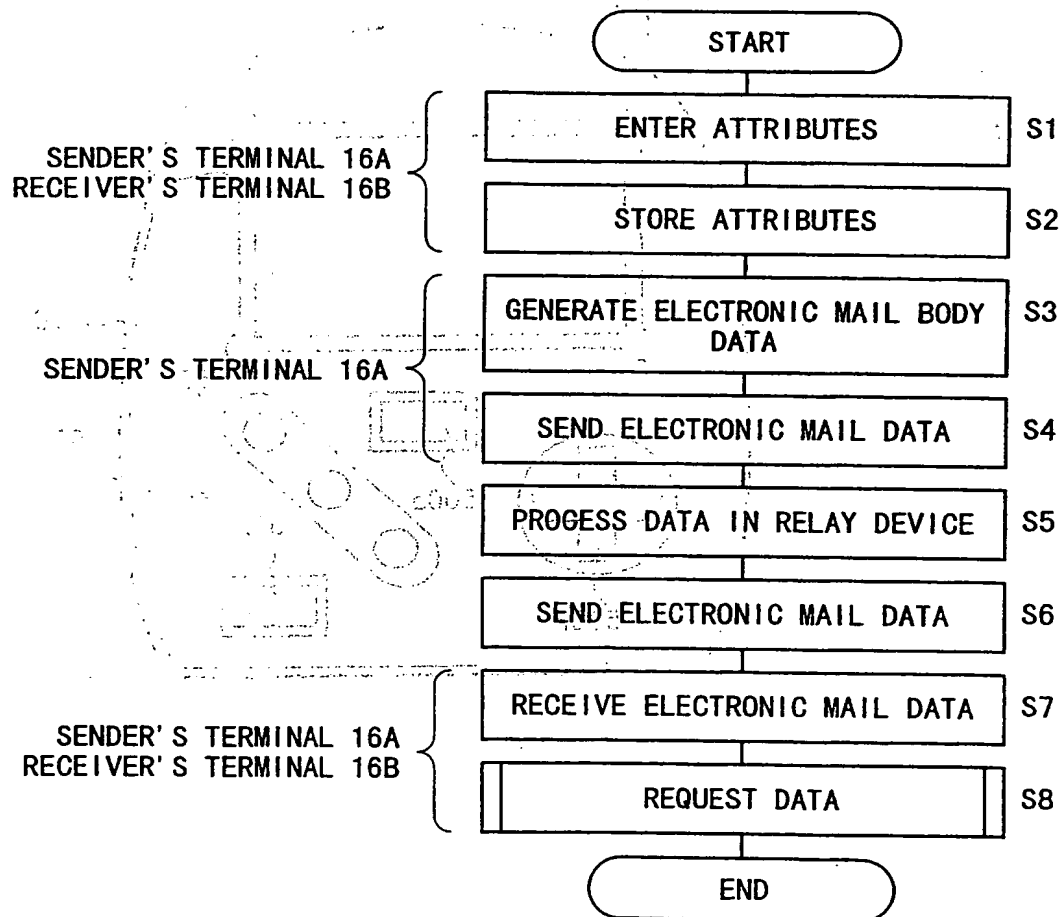 START
ENTER ATTRIBUTES
S1
SENDER'S TERMINAL 16A
RECEIVER'S TERMINAL 16B
STORE ATTRIBUTES
S2
GENERATE ELECTRONIC MAIL BODY
DATA
S3
SENDER'S TERMINAL 16A
SEND ELECTRONIC MAIL DATA
S4
PROCESS DATA IN RELAY DEVICE
S5
SEND ELECTRONIC MAIL DATA
S6
RECEIVE ELECTRONIC MAIL DATA
S7
SENDER'S TERMINAL 16A
RECEIVER'S TERMINAL 16B
REQUEST DATA
S8
END